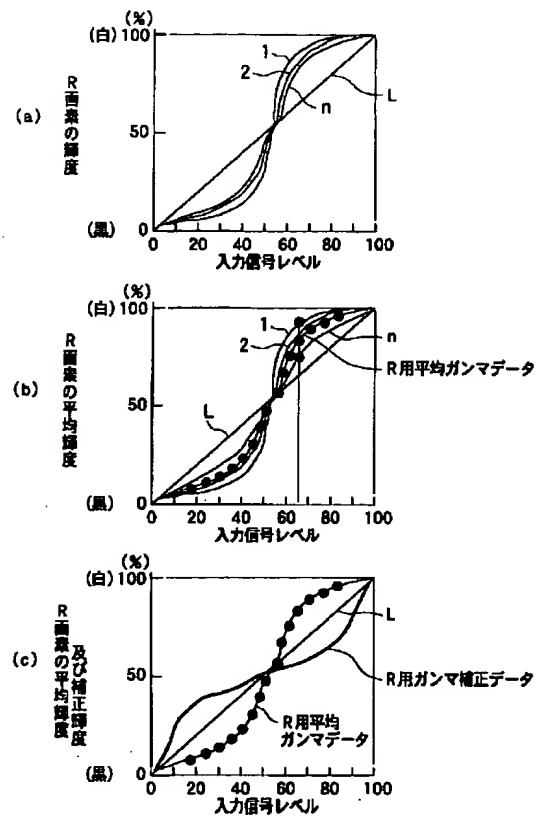 (a)
R画素の輝度
(%)
(白) 100
50
(黒) 0
1
2
n
L
20 40 60 80 100
入力信号レベル
(b)
R画素の平均輝度
(%)
(白) 100
50
(黒) 0
1
2
n
R用平均ガンマデータ
L
20 40 60 80 100
入力信号レベル
(c)
R画素の平均輝度
及び補正輝度
(%)
(白) 100
50
(黒) 0
L
R用ガンマ補正データ
R用平均
ガンマデータ
0 20 40 60 80 100
入力信号レベル